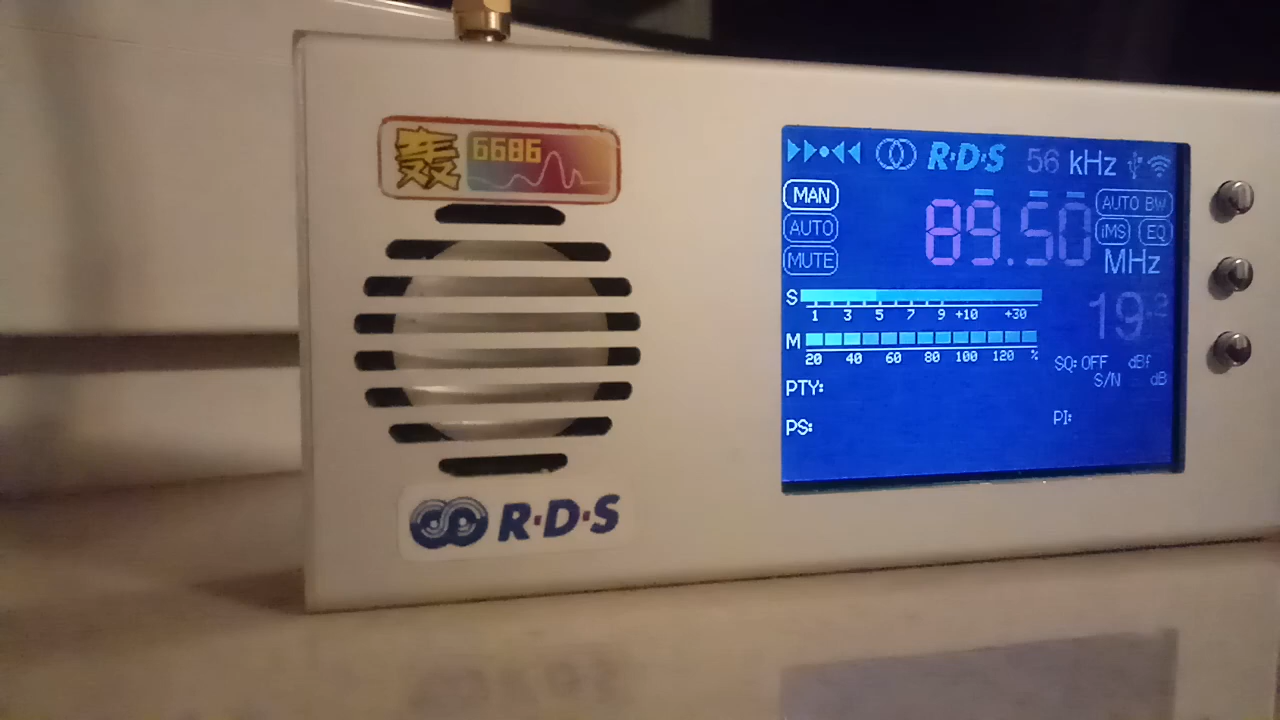 轰 6686
R·D·S
R·D·S 56 kHz
MAN
AUTO
MUTE
89.50
MHz
AUTO BW
iMS EQ
S
1 3 5 7 9 +10 +30
M
20 40 60 80 100 120 %
19.2
SQ: OFF dBf
S/N dB
PTY:
PS:
PI: